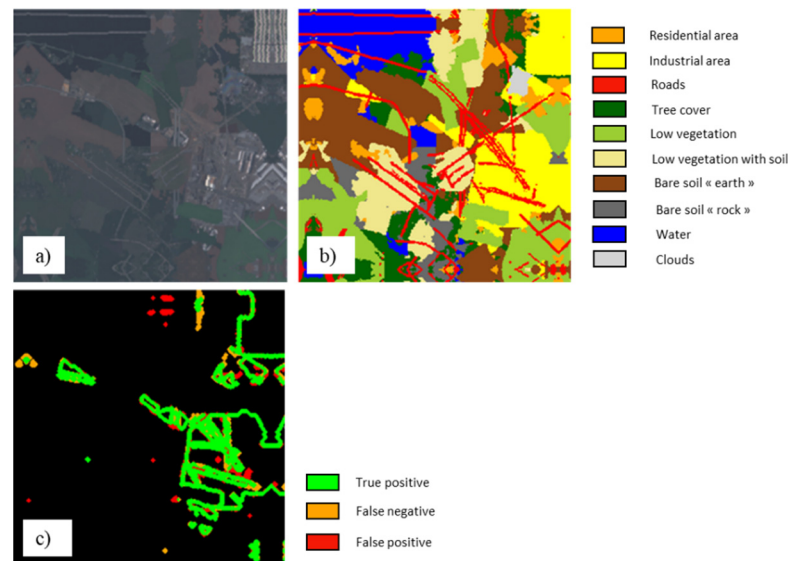 a)
b)
Residential area
Industrial area
Roads
Tree cover
Low vegetation
Low vegetation with soil
Bare soil « earth »
Bare soil « rock »
Water
Clouds
c)
True positive
False negative
False positive